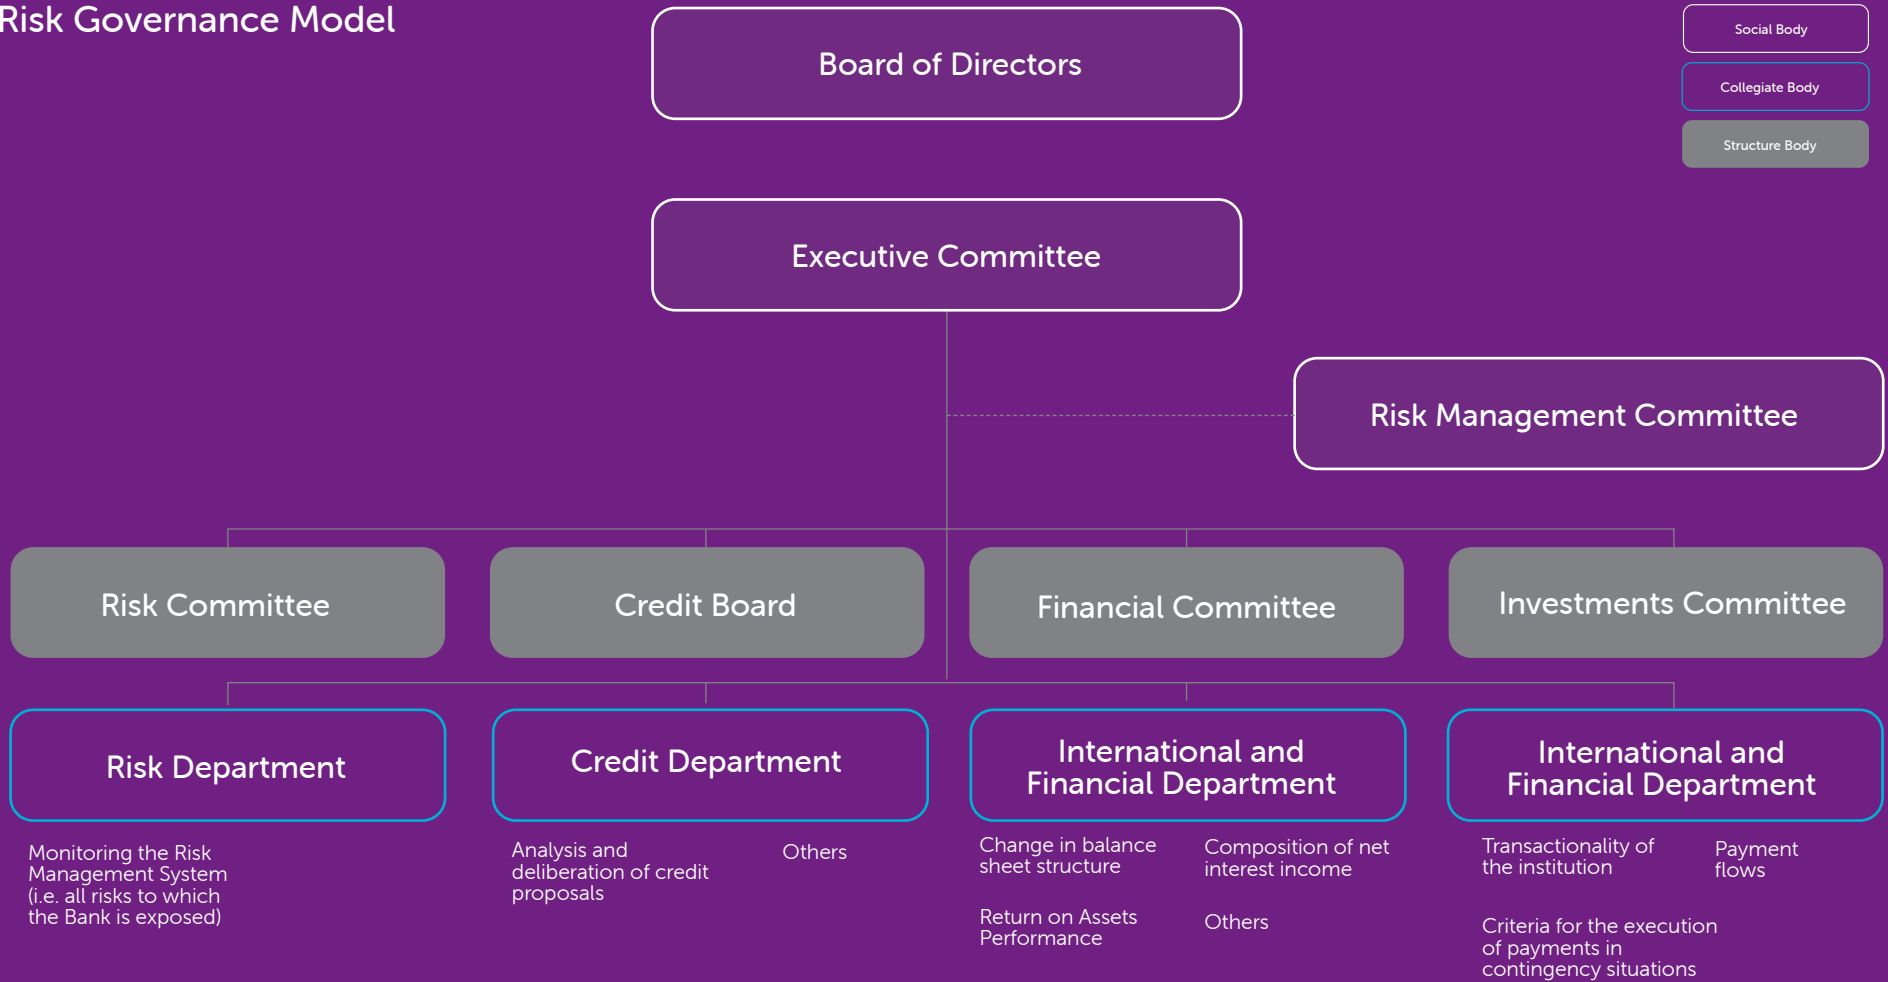 Risk Governance Model
Board of Directors
Social Body
Collegiate Body
Structure Body
Executive Committee
Risk Management Committee
Risk Committee
Credit Board
Financial Committee
Investments Committee
Risk Department
Credit Department
International and
Financial Department
International and
Financial Department
Monitoring the Risk
Management System
(i.e. all risks to which
the Bank is exposed)
Analysis and
deliberation of credit
proposals
Others
Change in balance
sheet structure
Composition of net
interest income
Return on Assets
Performance
Others
Transactionality of
the institution
Payment
flows
Criteria for the execution
of payments in
contingency situations